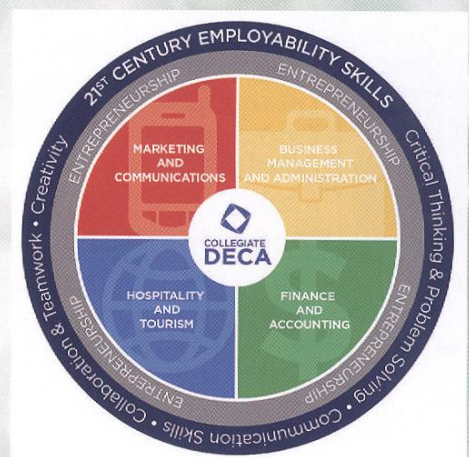 21ST CENTURY EMPLOYABILITY SKILLS
Critical Thinking & Problem Solving • Communication Skills • Collaboration & Teamwork • Creativity
ENTREPRENEURSHIP
ENTREPRENEURSHIP
ENTREPRENEURSHIP
ENTREPRENEURSHIP
MARKETING
AND
COMMUNICATIONS
BUSINESS
MANAGEMENT
AND ADMINISTRATION
COLLEGIATE
DECA
HOSPITALITY
AND
TOURISM
FINANCE
AND
ACCOUNTING